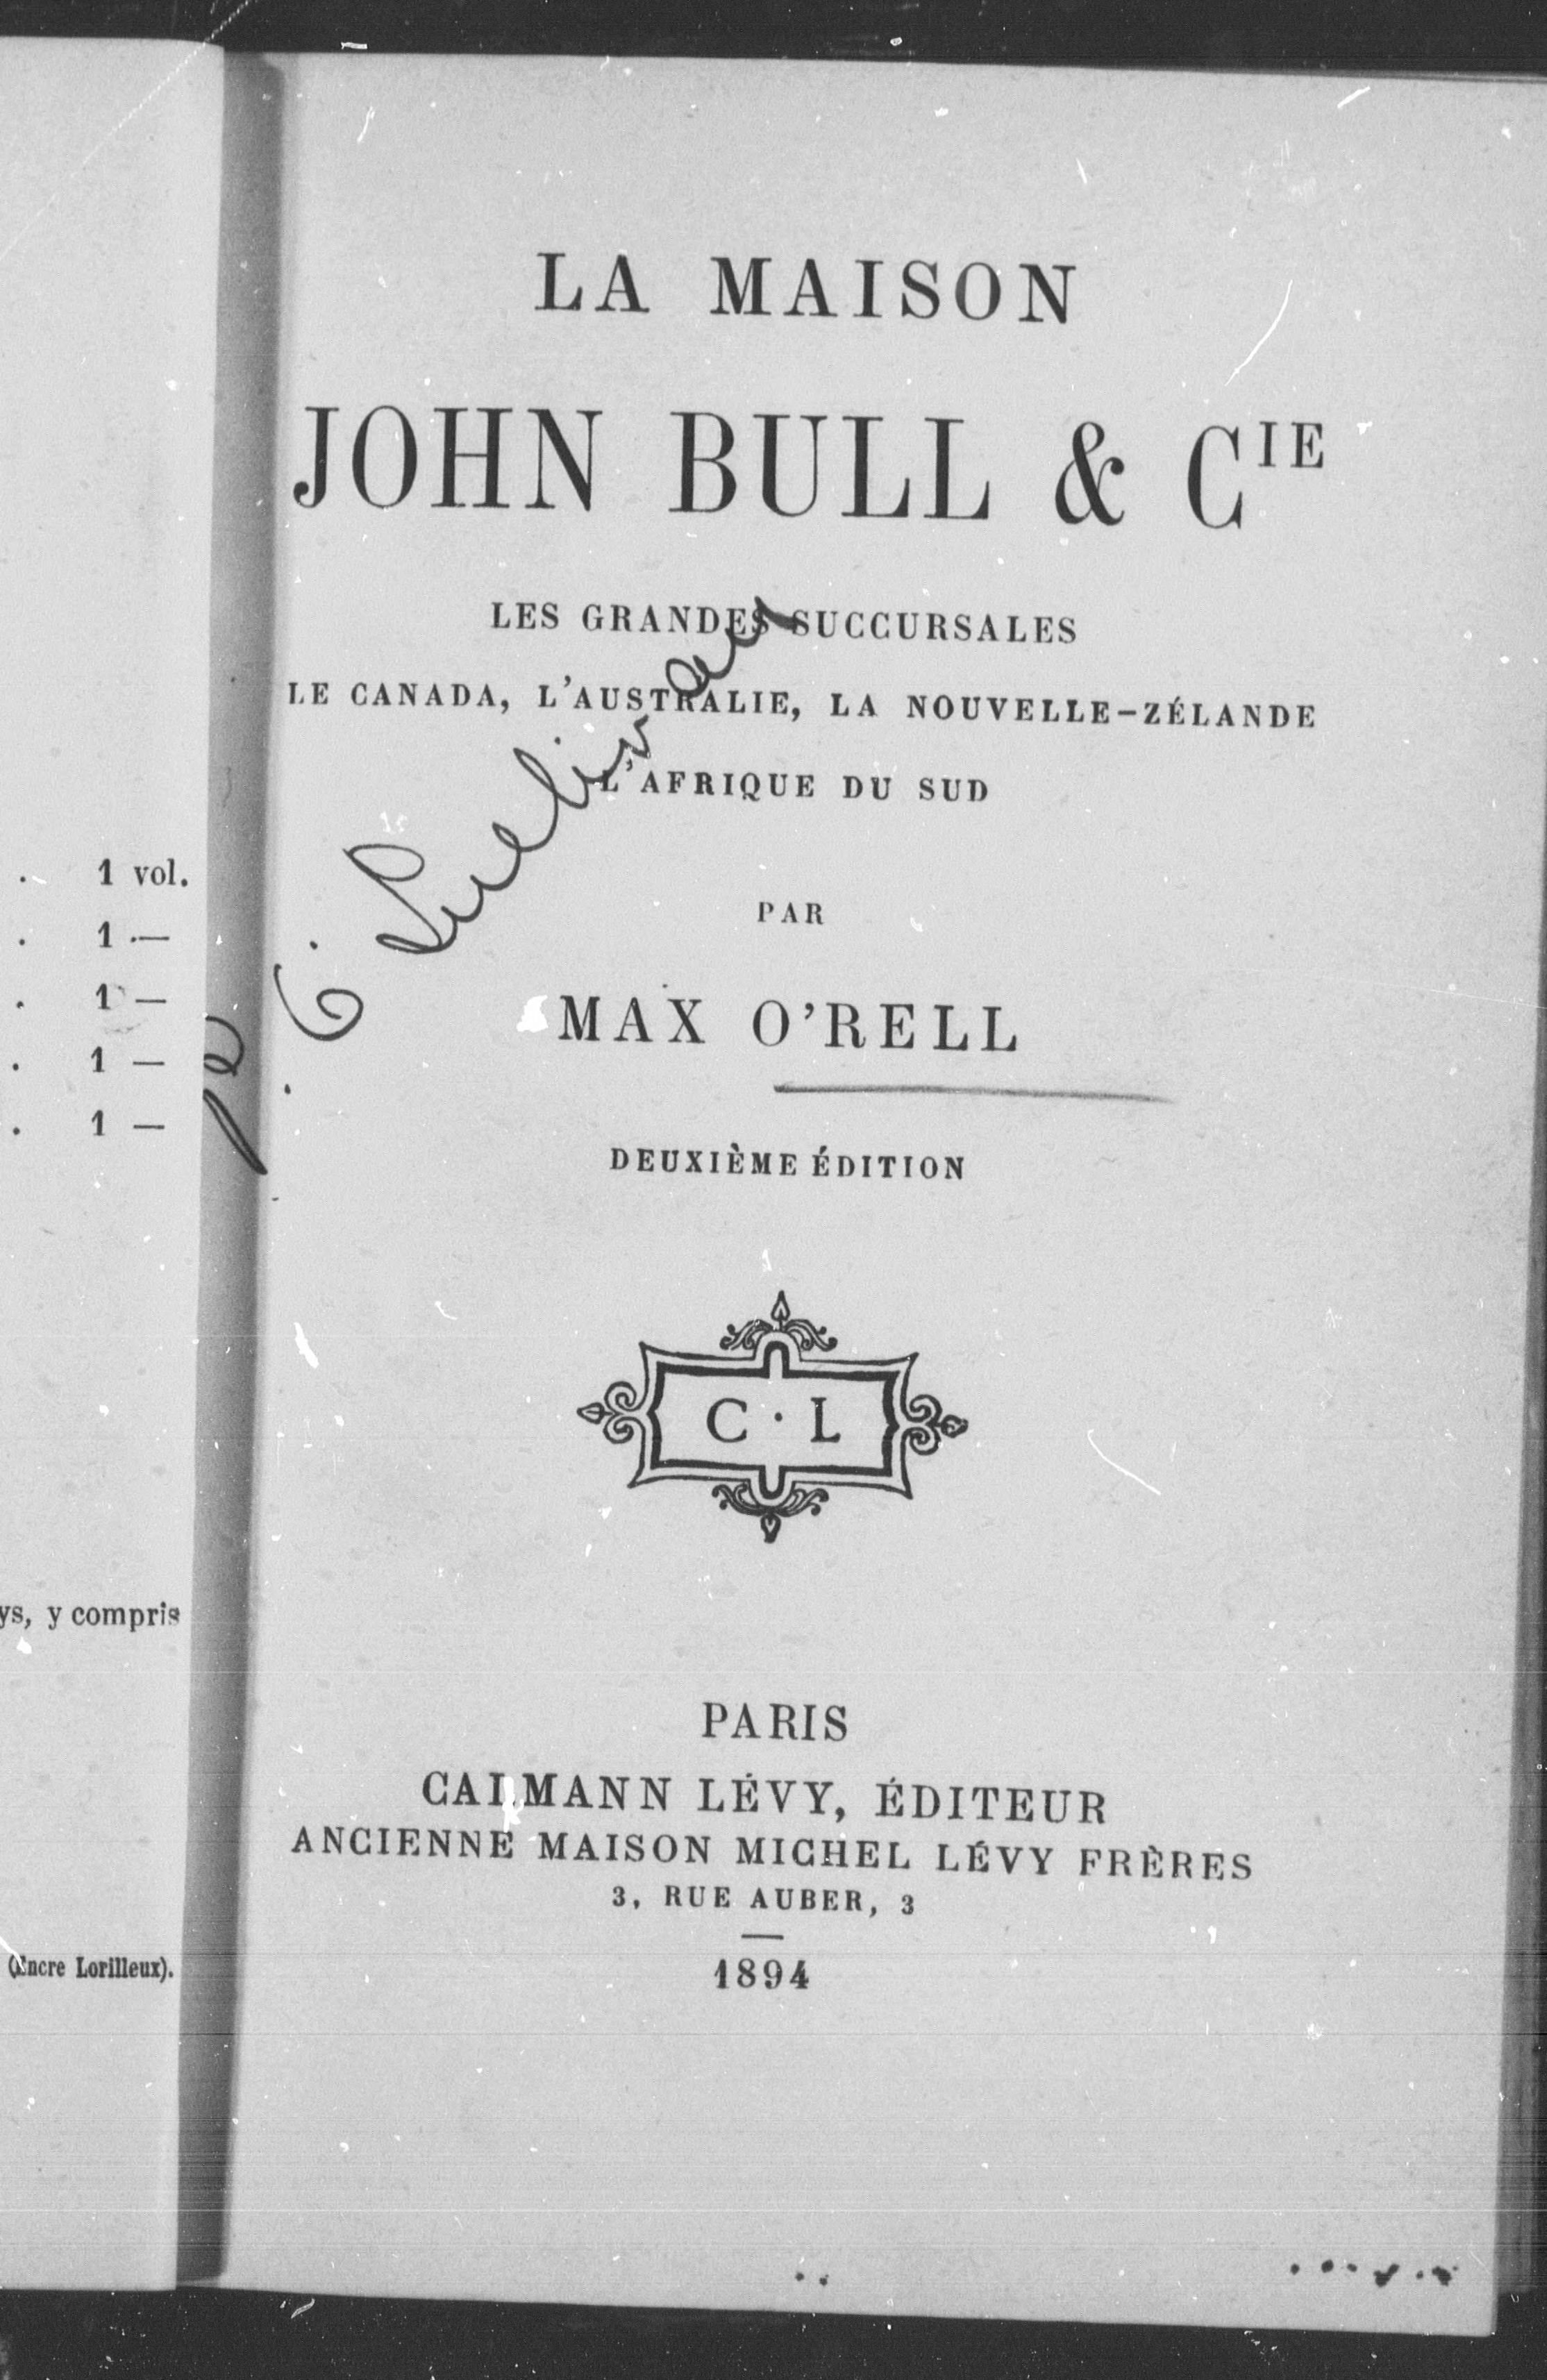 . 1 vol.
. 1 —
. 1 —
. 1 —
. 1 —
ys, y compris
(Encre Lorilleux).
LA MAISON
JOHN BULL & CIE
LES GRANDES SUCCURSALES
LE CANADA, L'AUSTRALIE, LA NOUVELLE-ZÉLANDE
L'AFRIQUE DU SUD
PAR
MAX O'RELL
DEUXIÈME ÉDITION
C · L
PARIS
CALMANN LÉVY, ÉDITEUR
ANCIENNE MAISON MICHEL LÉVY FRÈRES
3, RUE AUBER, 3
1894